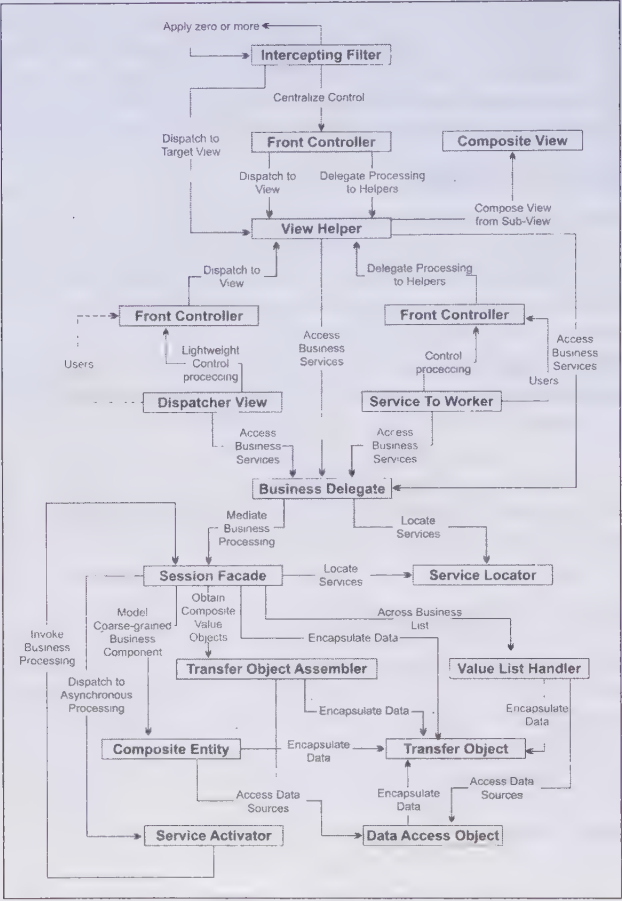 Apply zero or more
Intercepting Filter
Centralize Control
Dispatch to
Target View
Front Controller
Composite View
Dispatch to
View
Delegate Processing
to Helpers
Compose View
from Sub-View
View Helper
Dispatch to
View
Delegate Processing
to Helpers
Front Controller
Front Controller
Users
Lightweight
Control
proceccing
Access
Business
Services
Control
proceccing
Users
Access
Business
Services
Dispatcher View
Service To Worker
Access
Business
Services
Access
Business
Services
Business Delegate
Mediate
Business
Processing
Locate
Services
Session Facade
Locate
Services
Service Locator
Invoke
Business
Processing
Model
Coarse-grained
Business
Component
Obtain
Composite
Value
Objects
Across Business
List
Encapsulate Data
Dispatch to
Asynchronous
Processing
Transfer Object Assembler
Value List Handler
Encapsulate Data
Encapsulate
Data
Composite Entity
Encapsulate
Data
Transfer Object
Access Data
Sources
Encapsulate
Data
Access Data
Sources
Service Activator
Data Access Object